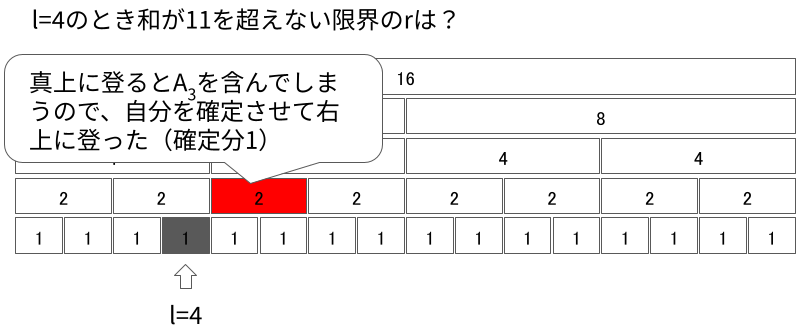 l=4のとき和が11を超えない限界のrは？
16
真上に登るとA3を含んでしま
うので、自分を確定させて右
上に登った（確定分1）
8
4 4
2 2 2 2 2 2 2 2
1 1 1 1 1 1 1 1 1 1 1 1 1 1 1 1
l=4